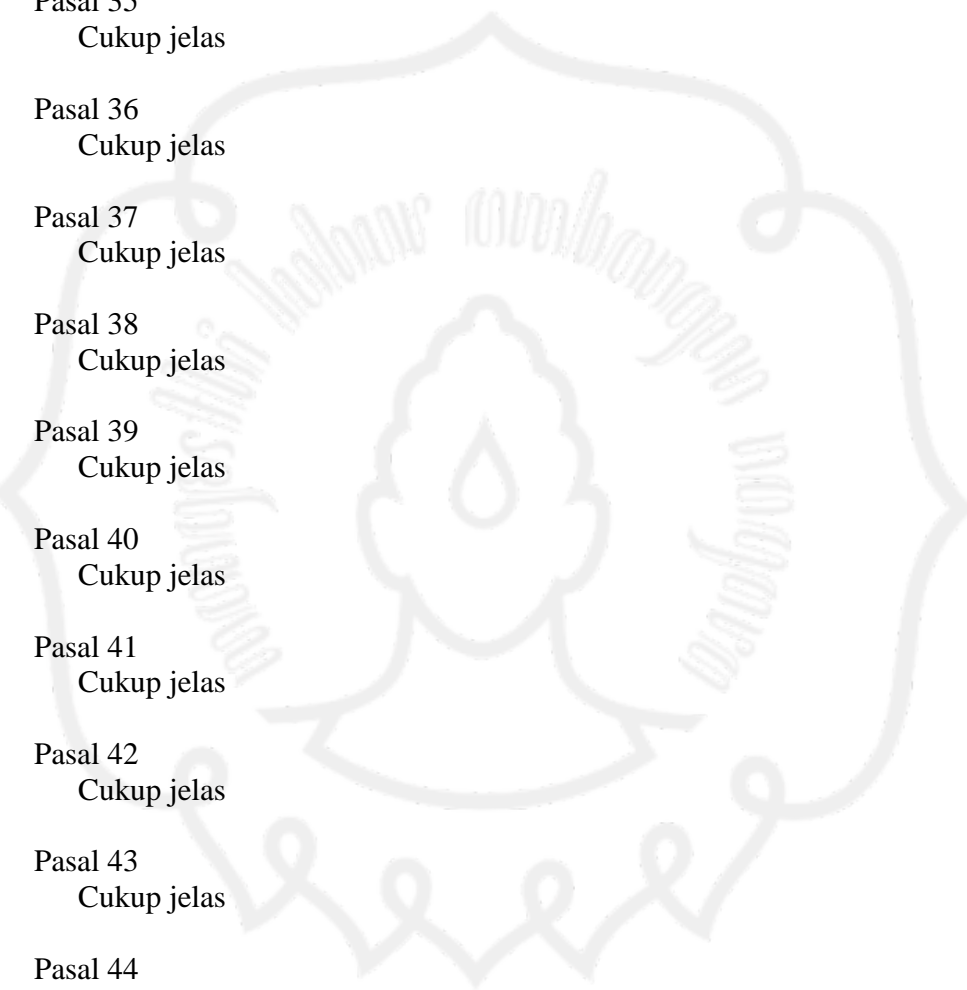 Pasal 35
Cukup jelas
Pasal 36
Cukup jelas
Pasal 37
Cukup jelas
Pasal 38
Cukup jelas
Pasal 39
Cukup jelas
Pasal 40
Cukup jelas
Pasal 41
Cukup jelas
Pasal 42
Cukup jelas
Pasal 43
Cukup jelas
Pasal 44